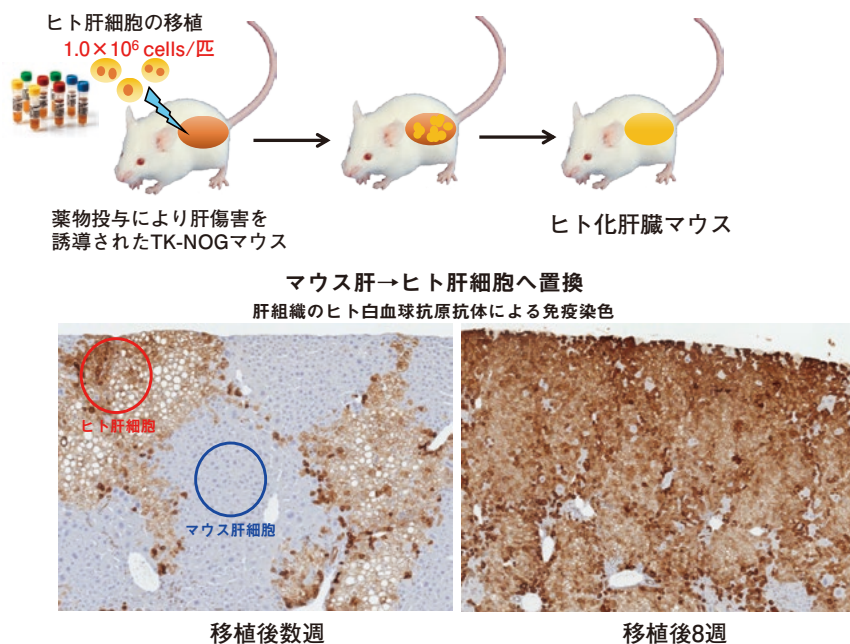 ヒト肝細胞の移植
1.0×10⁶ cells/匹
薬物投与により肝傷害を
誘導されたTK-NOGマウス
ヒト化肝臓マウス
マウス肝→ヒト肝細胞へ置換
肝組織のヒト白血球抗原抗体による免疫染色
ヒト肝細胞
マウス肝細胞
移植後数週
移植後8週